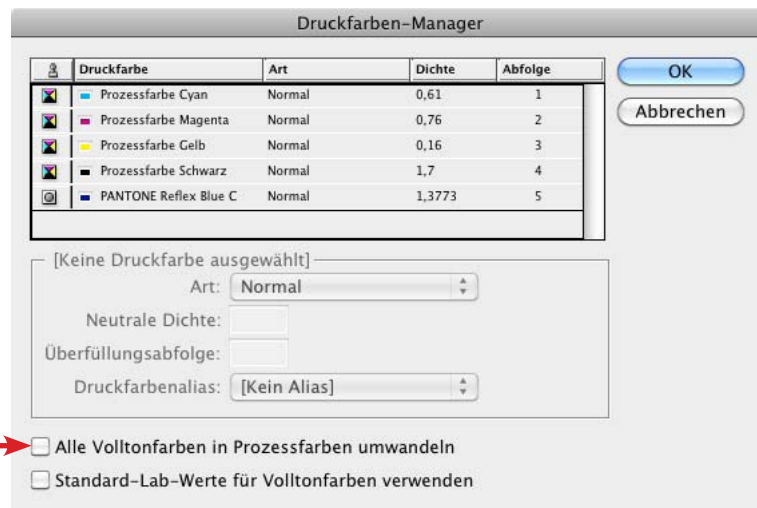 Druckfarben-Manager
Druckfarbe Art Dichte Abfolge
Prozessfarbe Cyan Normal 0,61 1
Prozessfarbe Magenta Normal 0,76 2
Prozessfarbe Gelb Normal 0,16 3
Prozessfarbe Schwarz Normal 1,7 4
PANTONE Reflex Blue C Normal 1,3773 5
OK
Abbrechen
[Keine Druckfarbe ausgewählt]
Art: Normal
Neutrale Dichte:
Überfüllungsabfolge:
Druckfarbenalias: [Kein Alias]
Alle Volltonfarben in Prozessfarben umwandeln
Standard-Lab-Werte für Volltonfarben verwenden